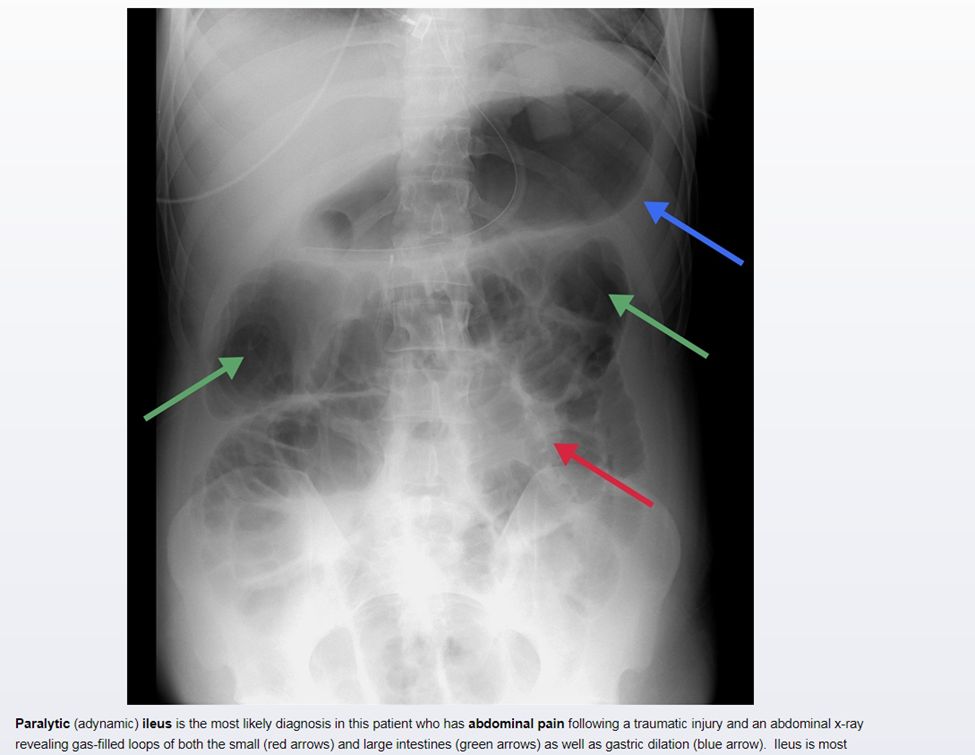 Paralytic (adynamic) ileus is the most likely diagnosis in this patient who has abdominal pain following a traumatic injury and an abdominal x-ray
revealing gas-filled loops of both the small (red arrows) and large intestines (green arrows) as well as gastric dilation (blue arrow).  Ileus is most